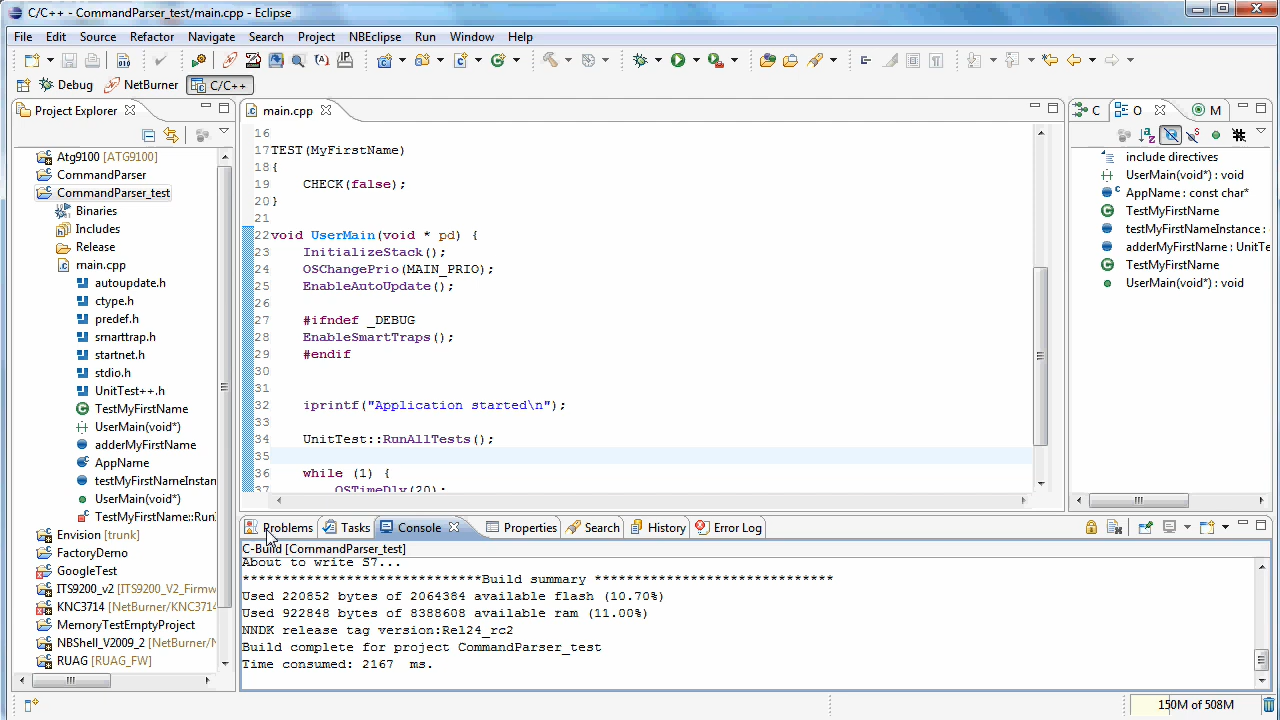 C/C++ - CommandParser_test/main.cpp - Eclipse
File Edit Source Refactor Navigate Search Project NBEclipse Run Window Help
Debug NetBurner C/C++
Project Explorer
Atg9100 [ATG9100]
CommandParser
CommandParser_test
Binaries
Includes
Release
main.cpp
autoupdate.h
ctype.h
predef.h
smarttrap.h
startnet.h
stdio.h
UnitTest++.h
TestMyFirstName
UserMain(void*)
adderMyFirstName
AppName
testMyFirstNameInstan
UserMain(void*)
TestMyFirstName::Run
Envision [trunk]
FactoryDemo
GoogleTest
ITS9200_v2 [ITS9200_V2_Firmw
KNC3714 [NetBurner/KNC3714
MemoryTestEmptyProject
NBShell_V2009_2 [NetBurner/N
RUAG [RUAG_FW]
main.cpp
16
17 TEST(MyFirstName)
18 {
19 CHECK(false);
20 }
21
22 void UserMain(void * pd) {
23 InitializeStack();
24 OSChangePrio(MAIN_PRIO);
25 EnableAutoUpdate();
26
27 #ifndef _DEBUG
28 EnableSmartTraps();
29 #endif
30
31
32 iprintf("Application started\n");
33
34 UnitTest::RunAllTests();
35
36 while (1) {
37 OSTimeDly(20);
C O M
include directives
UserMain(void*) : void
AppName : const char*
TestMyFirstName
testMyFirstNameInstance :
adderMyFirstName : UnitTe
TestMyFirstName
UserMain(void*) : void
Problems Tasks Console Properties Search History Error Log
C-Build [CommandParser_test]
About to write S7...
******************************Build summary ******************************
Used 220852 bytes of 2064384 available flash (10.70%)
Used 922848 bytes of 8388608 available ram (11.00%)
NNDK release tag version:Rel24_rc2
Build complete for project CommandParser_test
Time consumed: 2167 ms.
150M of 508M